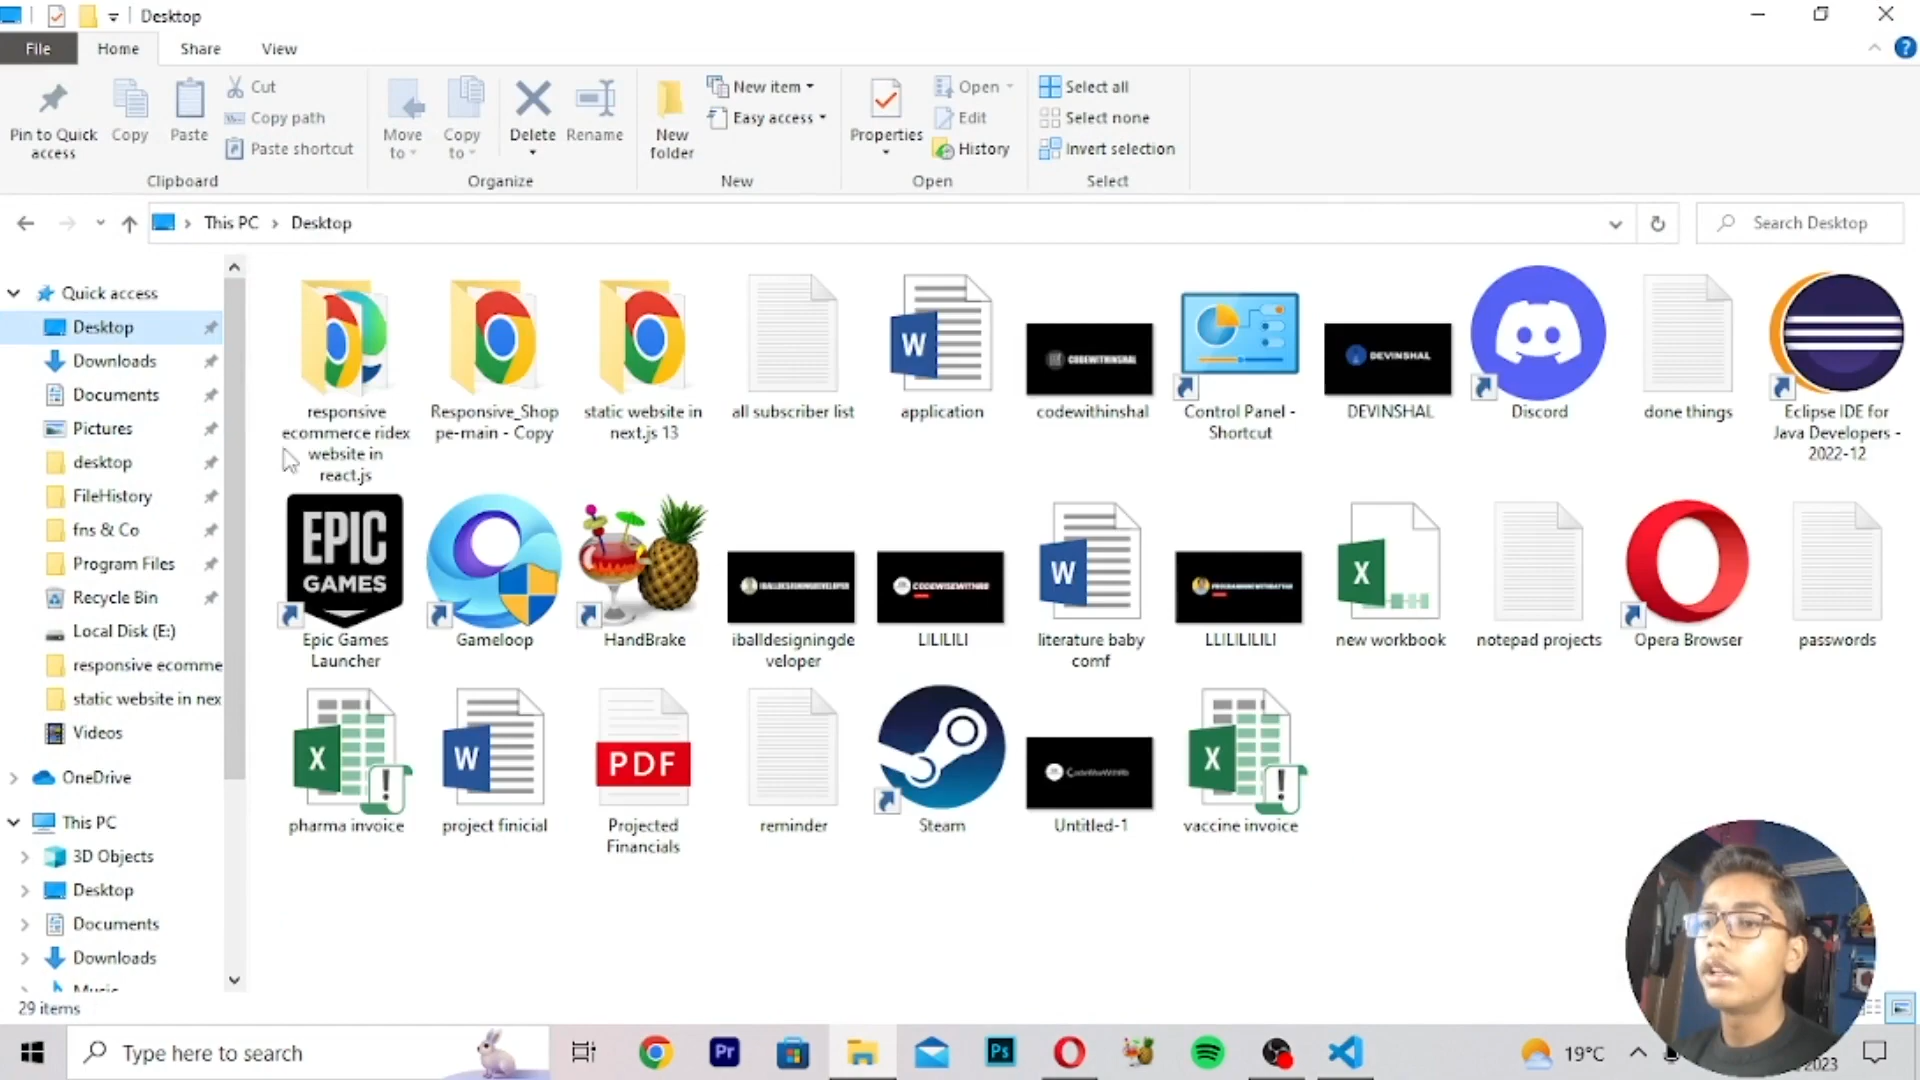 Desktop
File Home Share View
Pin to Quick access
Copy
Paste
Cut
Copy path
Paste shortcut
Move to
Copy to
Delete
Rename
New folder
New item
Easy access
Properties
Open
Edit
History
Select all
Select none
Invert selection
Clipboard
Organize
New
Open
Select
This PC > Desktop
Search Desktop
Quick access
Desktop
Downloads
Documents
Pictures
desktop
FileHistory
fns & Co
Program Files
Recycle Bin
Local Disk (E:)
responsive ecomme
static website in nex
Videos
OneDrive
This PC
3D Objects
Desktop
Documents
Downloads
Music
responsive
ecommerce ridex
website in
react.js
Responsive_Shop
pe-main - Copy
static website in
next.js 13
all subscriber list
W
application
CODEWITHINSHAL
codewithinshal
Control Panel -
Shortcut
DEVINSHAL
DEVINSHAL
Discord
done things
Eclipse IDE for
Java Developers -
2022-12
EPIC
GAMES
Epic Games
Launcher
Gameloop
HandBrake
iballdesigningde
veloper
LILILILI
W
literature baby
comf
LLILILILILI
X
new workbook
notepad projects
Opera Browser
passwords
X
pharma invoice
W
project finicial
PDF
Projected
Financials
reminder
Steam
Untitled-1
X
vaccine invoice
29 items
Type here to search
Pr
Ps
19°C
2023